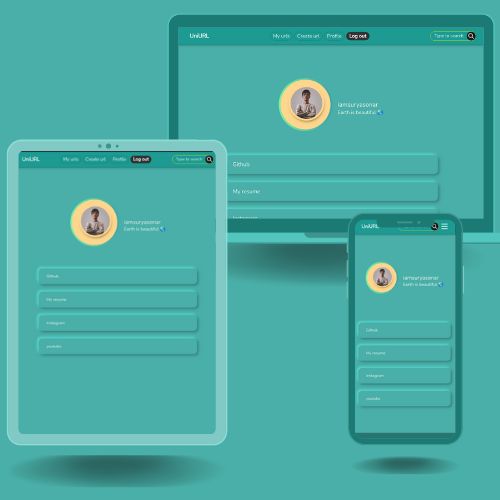 UniURL
My urls Create url Profile Log out
Type to search
iamsuryasonar
Earth is beautiful 🌏
Github
My resume
Instagram
UniURL
My urls Create url Profile Log out
Type to search
iamsuryasonar
Earth is beautiful 🌏
Github
My resume
Instagram
youtube
UniURL
iamsuryasonar
Earth is beautiful 🌏
Github
My resume
Instagram
youtube